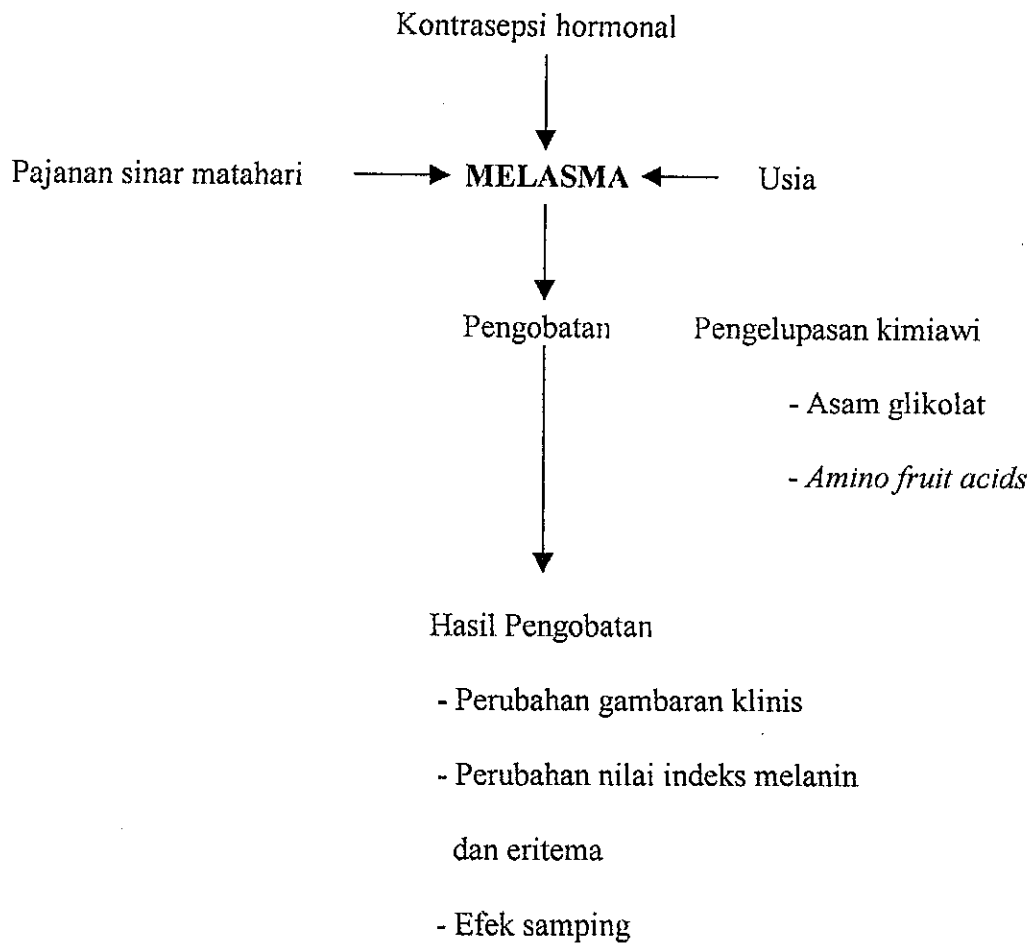 Kontrasepsi hormonal
Pajanan sinar matahari MELASMA Usia
Pengobatan Pengelupasan kimiawi
- Asam glikolat
- Amino fruit acids
Hasil Pengobatan
- Perubahan gambaran klinis
- Perubahan nilai indeks melanin
dan eritema
- Efek samping